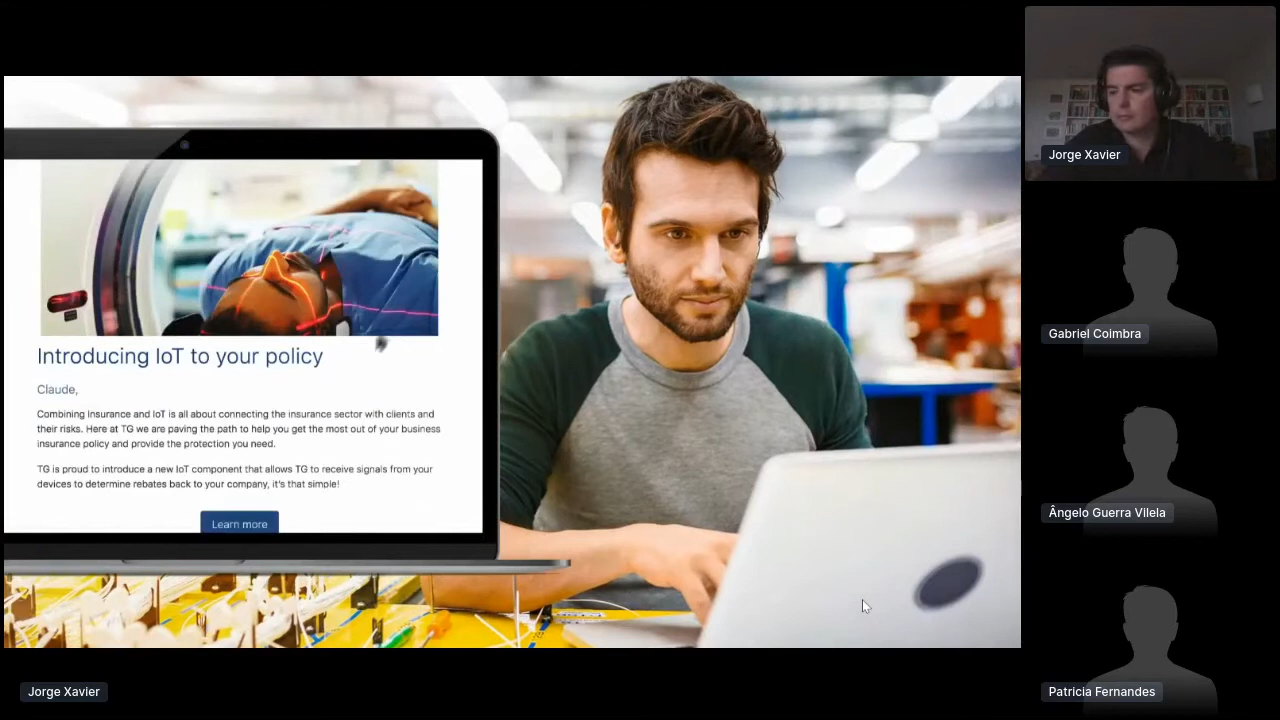 Introducing IoT to your policy
Claude,
Combining Insurance and IoT is all about connecting the insurance sector with clients and
their risks. Here at TG we are paving the path to help you get the most out of your business
insurance policy and provide the protection you need.
TG is proud to introduce a new IoT component that allows TG to receive signals from your
devices to determine rebates back to your company, it's that simple!
Learn more
Jorge Xavier
Jorge Xavier
Gabriel Coimbra
Ângelo Guerra Vilela
Patricia Fernandes